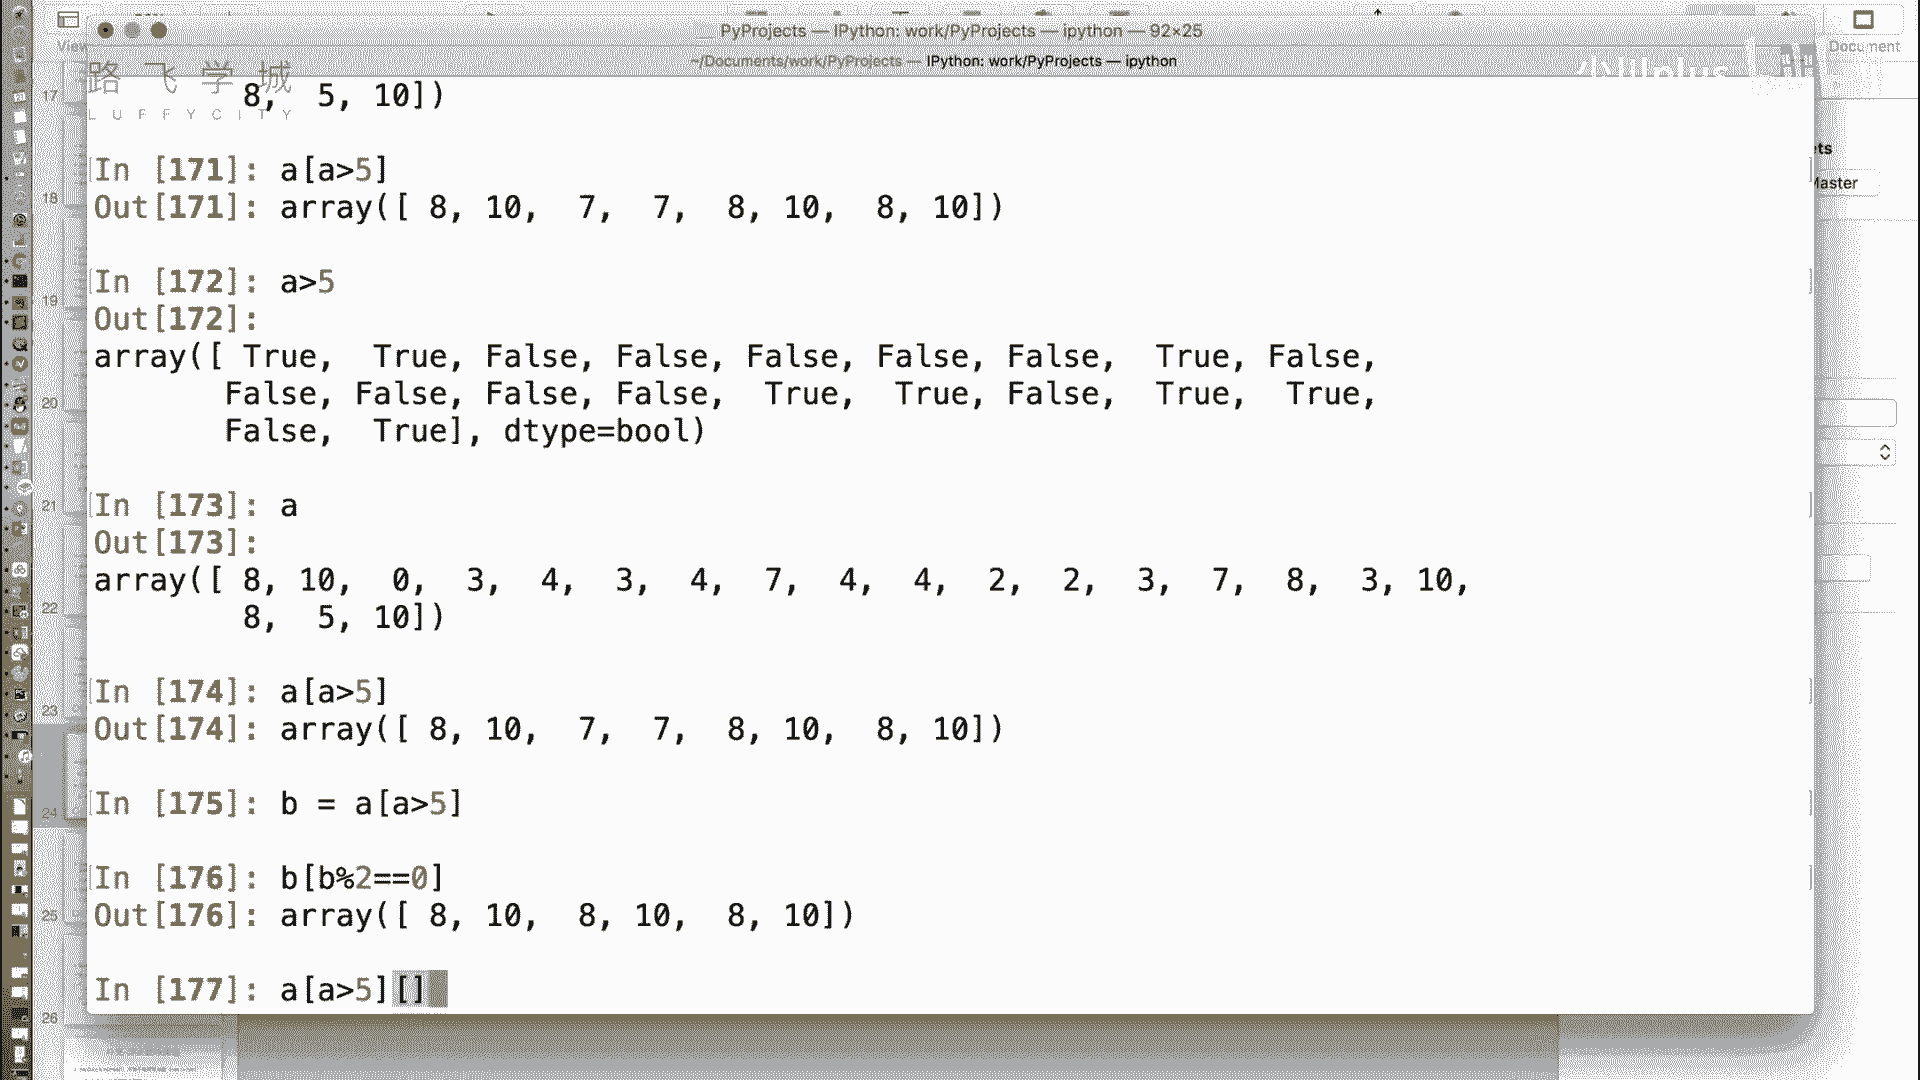 PyProjects — IPython: work/PyProjects — ipython — 92×25
View
Document
~/Documents/work/PyProjects — IPython: work/PyProjects — ipython
路飞学城
LUFFYCITY
8, 5, 10])
In [171]: a[a>5]
Out[171]: array([ 8, 10, 7, 7, 8, 10, 8, 10])
In [172]: a>5
Out[172]:
array([ True, True, False, False, False, False, False, True, False,
False, False, False, False, True, True, False, True, True,
False, True], dtype=bool)
In [173]: a
Out[173]:
array([ 8, 10, 0, 3, 4, 3, 4, 7, 4, 4, 2, 2, 3, 7, 8, 3, 10,
8, 5, 10])
In [174]: a[a>5]
Out[174]: array([ 8, 10, 7, 7, 8, 10, 8, 10])
In [175]: b = a[a>5]
In [176]: b[b%2==0]
Out[176]: array([ 8, 10, 8, 10, 8, 10])
In [177]: a[a>5][]
17
18
19
20
21
22
23
24
25
26
Master